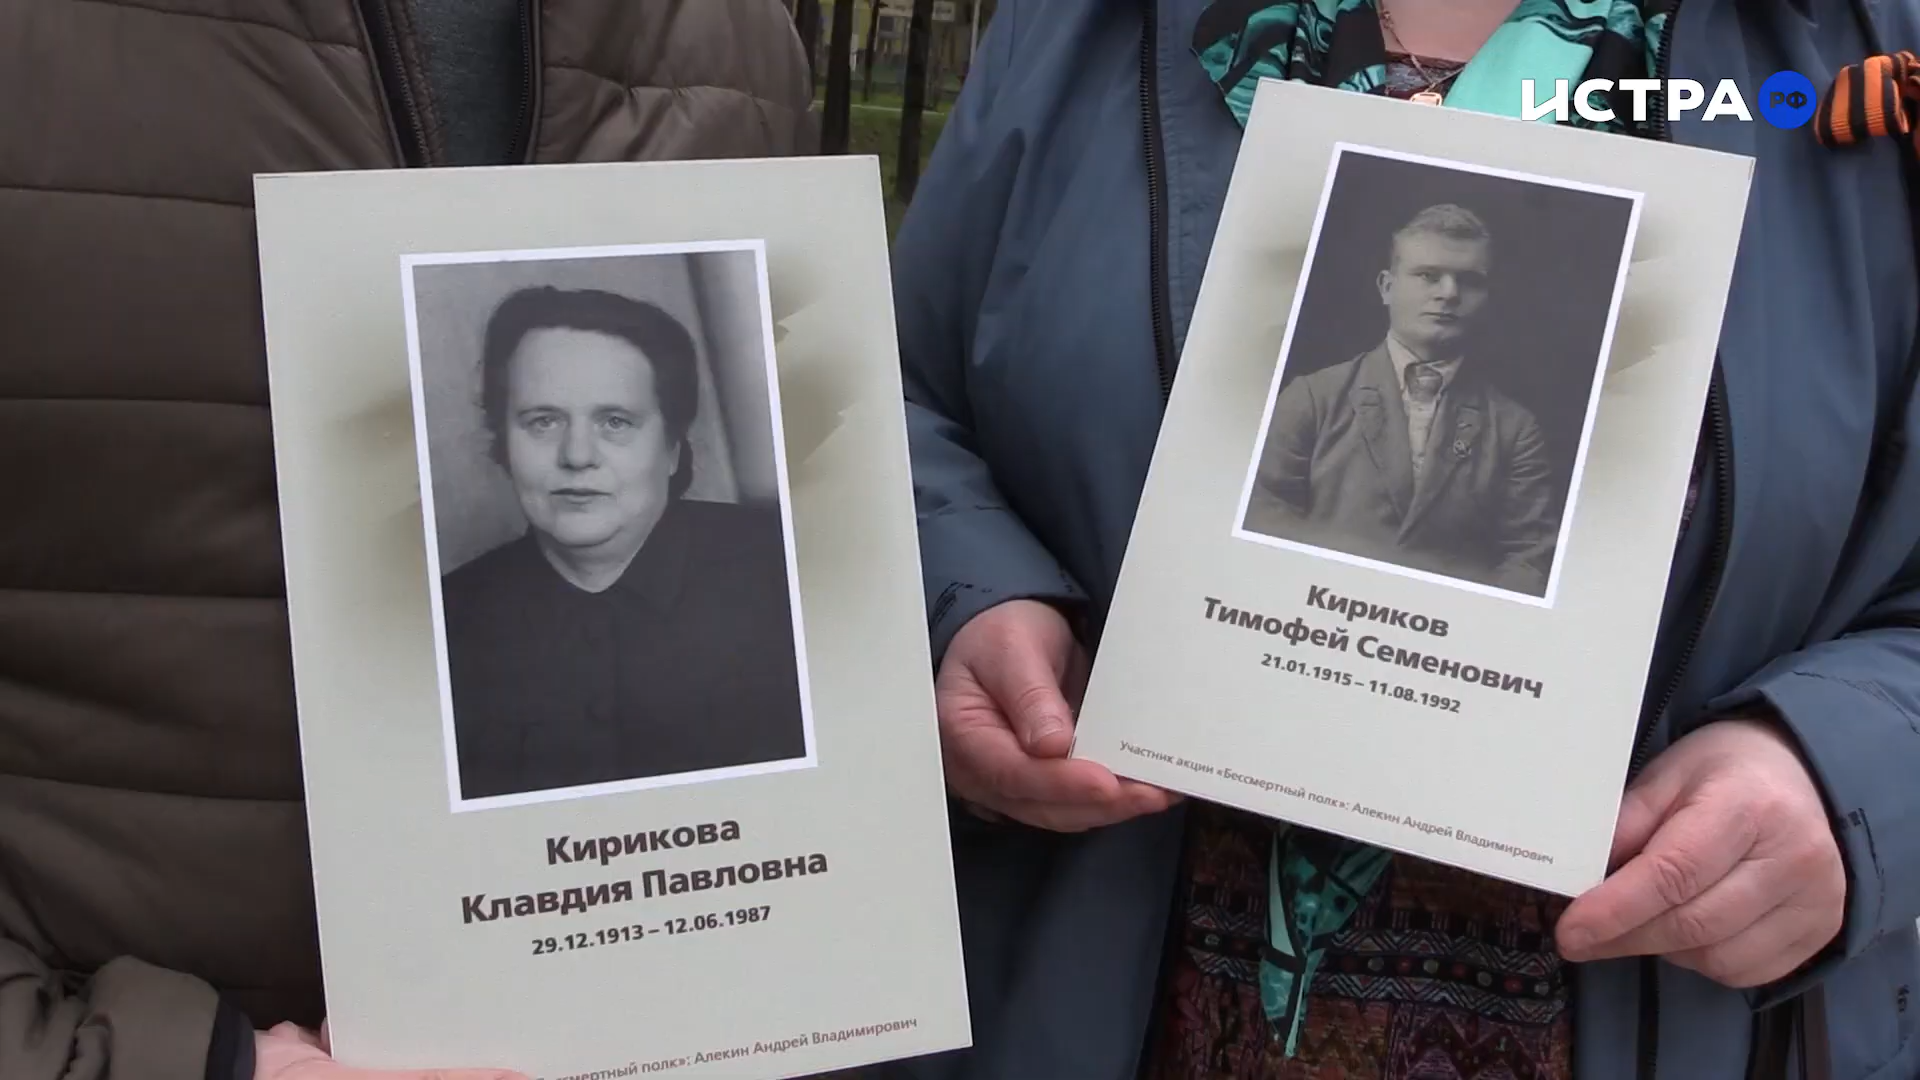 ИСТРА РФ
Кирикова
Клавдия Павловна
29.12.1913 – 12.06.1987
полк»: Алекин Андрей Владимирович
Кириков
Тимофей Семенович
21.01.1915 – 11.08.1992
Участник акции «Бессмертный полк»: Алекин Андрей Владимирович